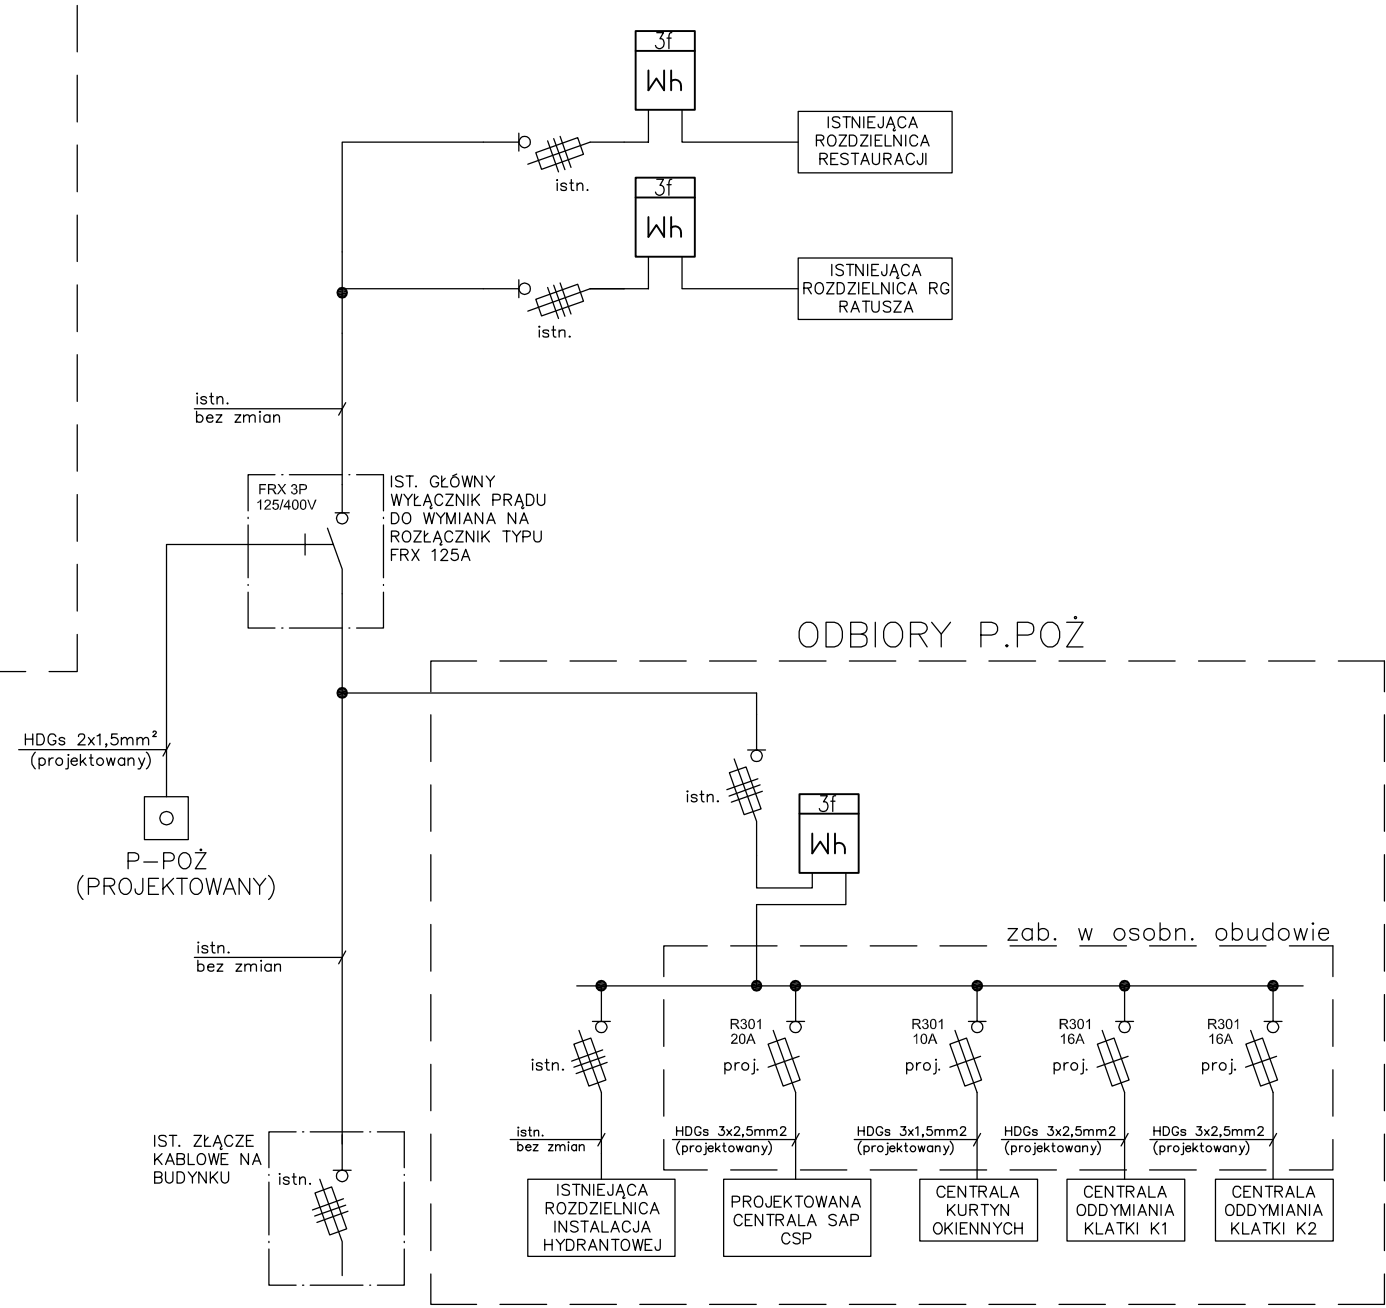 3f
Wh
ISTNIEJĄCA
ROZDZIELNICA
RESTAURACJI
istn.
3f
Wh
ISTNIEJĄCA
ROZDZIELNICA RG
RATUSZA
istn.
istn.
bez zmian
FRX 3P
125/400V
IST. GŁÓWNY
WYŁĄCZNIK PRĄDU
DO WYMIANA NA
ROZŁĄCZNIK TYPU
FRX 125A
ODBIORY P.POŻ
HDGs 2x1,5mm²
(projektowany)
P-POŻ
(PROJEKTOWANY)
istn.
3f
Wh
istn.
bez zmian
zab. w osobn. obudowie
istn.
R301
20A
proj.
R301
10A
proj.
R301
16A
proj.
R301
16A
proj.
istn.
bez zmian
HDGs 3x2,5mm2
(projektowany)
HDGs 3x1,5mm2
(projektowany)
HDGs 3x2,5mm2
(projektowany)
HDGs 3x2,5mm2
(projektowany)
IST. ZŁĄCZE
KABLOWE NA
BUDYNKU
istn.
ISTNIEJĄCA
ROZDZIELNICA
INSTALACJA
HYDRANTOWEJ
PROJEKTOWANA
CENTRALA SAP
CSP
CENTRALA
KURTYN
OKIENNYCH
CENTRALA
ODDYMIANIA
KLATKI K1
CENTRALA
ODDYMIANIA
KLATKI K2